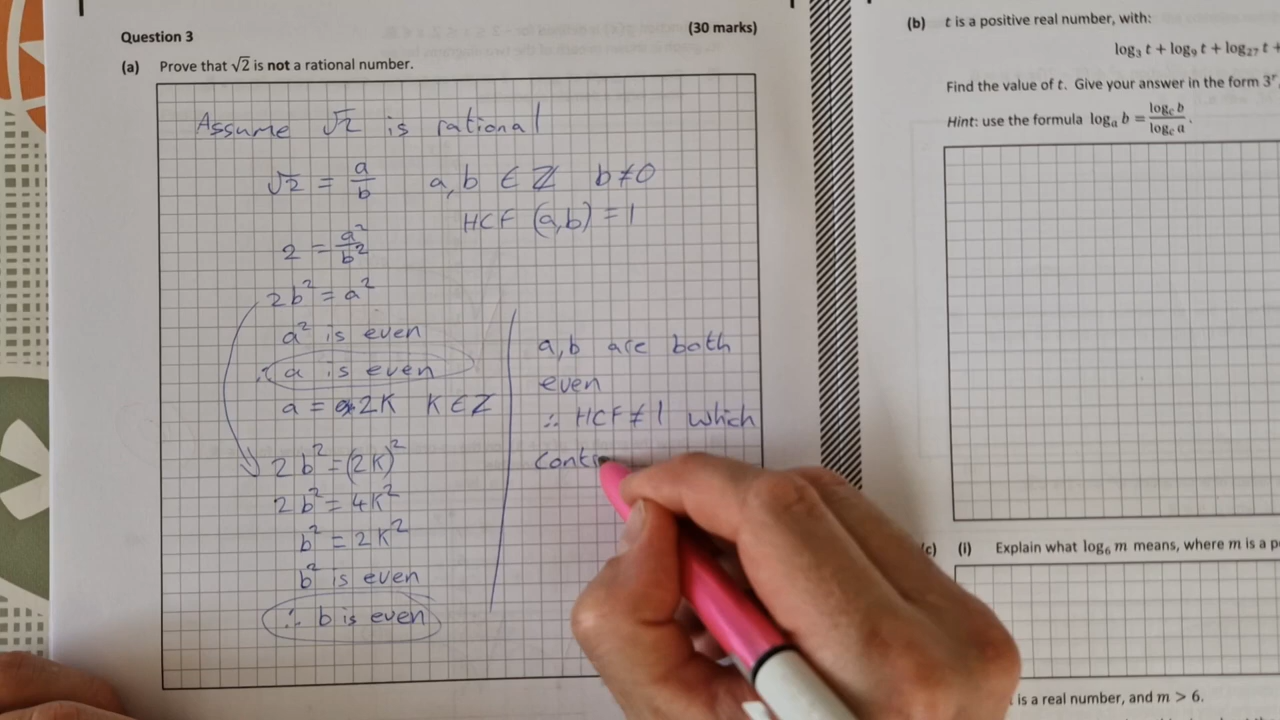 Question 3
(30 marks)
(a) Prove that √2 is not a rational number.
Assume √2 is rational
√2 = a/b a,b ∈ Z b≠0
HCF (a,b) = 1
2 = a²/b²
2b² = a²
a² is even
∴ a is even
a = 2K K ∈ Z
2b² = (2K)²
2b² = 4K²
b² = 2K²
b² is even
∴ b is even
a,b are both
even
∴ HCF ≠ 1 which
cont
(b) t is a positive real number, with:
log₃ t + log₉ t + log₂₇ t +
Find the value of t. Give your answer in the form 3ʳ
Hint: use the formula logₐ b = log_c b / log_c a.
c) (i) Explain what log₆ m means, where m is a
is a real number, and m > 6.